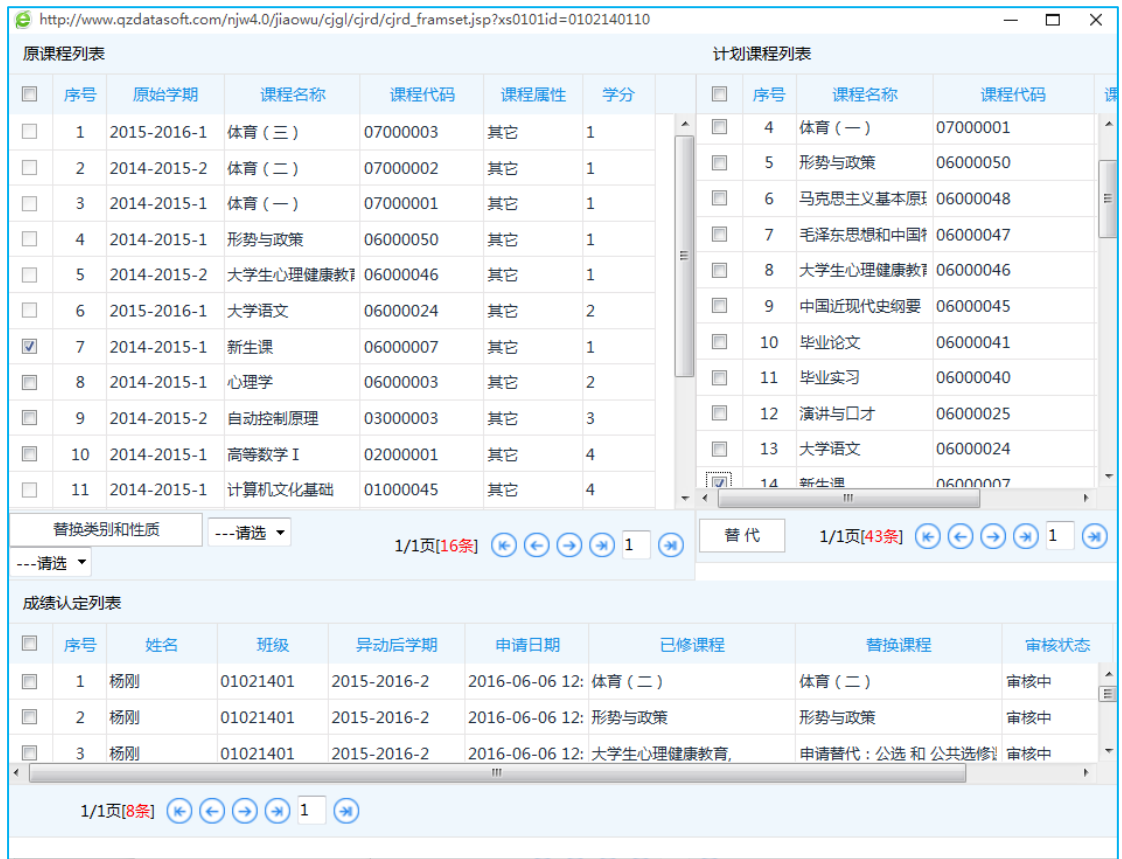 http://www.qzdatasoft.com/njw4.0/jiaowu/cjgl/cjrd/cjrd_framset.jsp?xs0101id=0102140110
原课程列表
序号 原始学期 课程名称 课程代码 课程属性 学分
1 2015-2016-1 体育（三） 07000003 其它 1
2 2014-2015-2 体育（二） 07000002 其它 1
3 2014-2015-1 体育（一） 07000001 其它 1
4 2014-2015-1 形势与政策 06000050 其它 1
5 2014-2015-2 大学生心理健康教 06000046 其它 1
6 2015-2016-1 大学语文 06000024 其它 2
7 2014-2015-1 新生课 06000007 其它 1
8 2014-2015-1 心理学 06000003 其它 2
9 2014-2015-2 自动控制原理 03000003 其它 3
10 2014-2015-1 高等数学 I 02000001 其它 4
11 2014-2015-1 计算机文化基础 01000045 其它 4
替换类别和性质 ---请选
---请选
1/1页[16条] 1
计划课程列表
序号 课程名称 课程代码 课
4 体育（一） 07000001
5 形势与政策 06000050
6 马克思主义基本原 06000048
7 毛泽东思想和中国 06000047
8 大学生心理健康教 06000046
9 中国近现代史纲要 06000045
10 毕业论文 06000041
11 毕业实习 06000040
12 演讲与口才 06000025
13 大学语文 06000024
14 新生课 06000007
替 代 1/1页[43条] 1
成绩认定列表
序号 姓名 班级 异动后学期 申请日期 已修课程 替换课程 审核状态
1 杨刚 01021401 2015-2016-2 2016-06-06 12: 体育（二） 体育（二） 审核中
2 杨刚 01021401 2015-2016-2 2016-06-06 12: 形势与政策 形势与政策 审核中
3 杨刚 01021401 2015-2016-2 2016-06-06 12: 大学生心理健康教育, 申请替代：公选 和 公共选修 审核中
1/1页[8条] 1